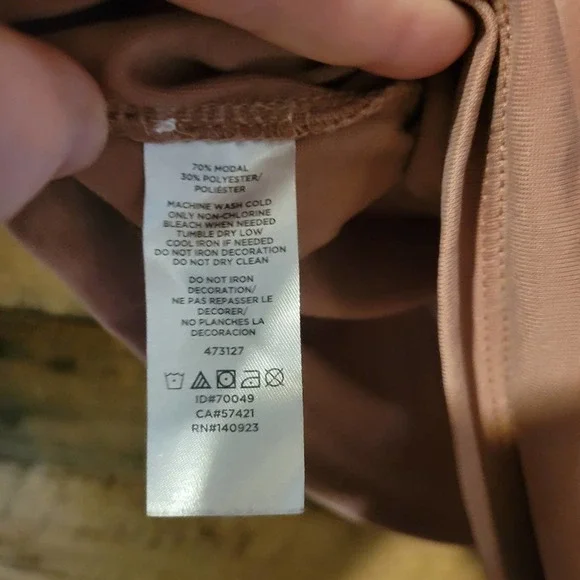 70% MODAL
30% POLYESTER/
POLIÉSTER
MACHINE WASH COLD
ONLY NON-CHLORINE
BLEACH WHEN NEEDED
TUMBLE DRY LOW
COOL IRON IF NEEDED
DO NOT IRON DECORATION
DO NOT DRY CLEAN
DO NOT IRON
DECORATION/
NE PAS REPASSER LE
DECORER/
NO PLANCHES LA
DECORACION
473127
ID#70049
CA#57421
RN#140923